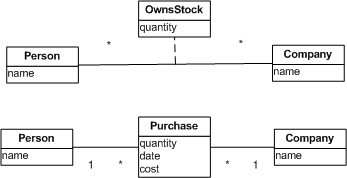 OwnsStock
quantity
* *
Person Company
name name
Purchase
Person quantity Company
name date name
cost
1 * * 1